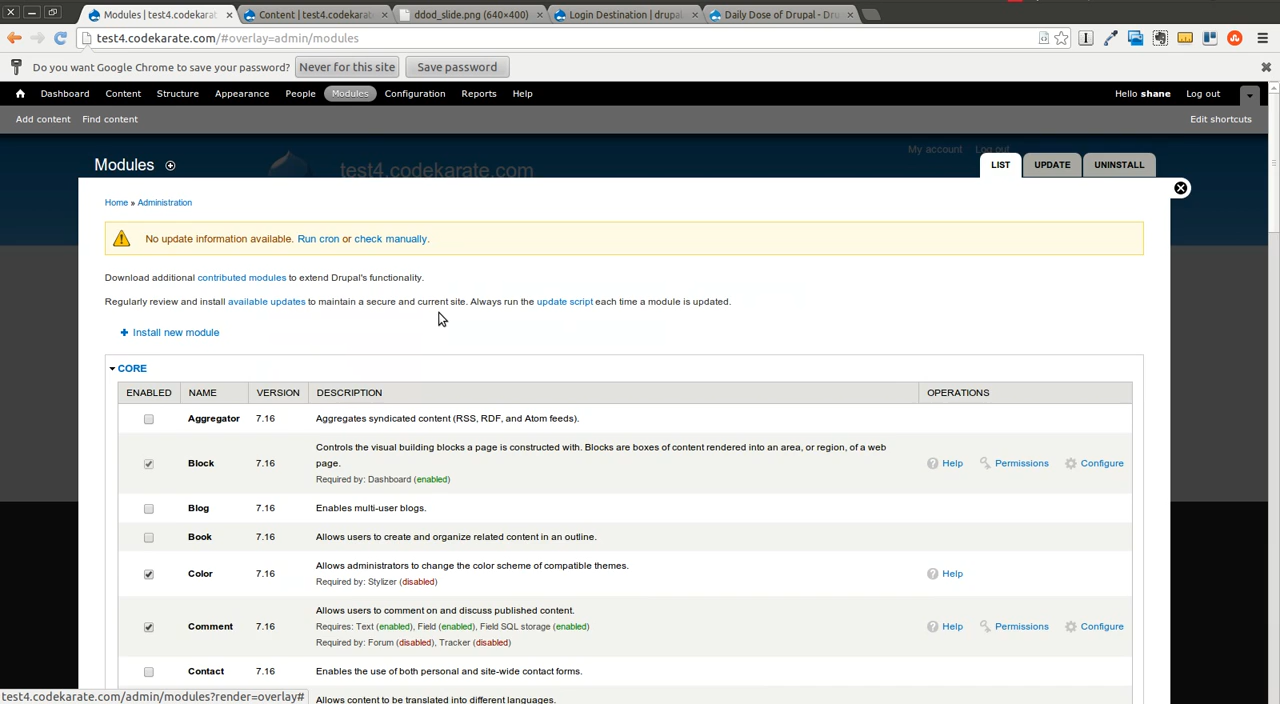 Modules | test4.codekarat
Content | test4.codekarat
ddod_slide.png (640×400)
Login Destination | drupal
Daily Dose of Drupal - Dru
test4.codekarate.com/#overlay=admin/modules
Do you want Google Chrome to save your password? Never for this site Save password
Dashboard Content Structure Appearance People Modules Configuration Reports Help Hello shane Log out
Add content Find content Edit shortcuts
My account Log out
Modules test4.codekarate.com LIST UPDATE UNINSTALL
Home » Administration
No update information available. Run cron or check manually.
Download additional contributed modules to extend Drupal's functionality.
Regularly review and install available updates to maintain a secure and current site. Always run the update script each time a module is updated.
Install new module
CORE
ENABLED NAME VERSION DESCRIPTION OPERATIONS
Aggregator 7.16 Aggregates syndicated content (RSS, RDF, and Atom feeds).
Controls the visual building blocks a page is constructed with. Blocks are boxes of content rendered into an area, or region, of a web
Block 7.16 page. Help Permissions Configure
Required by: Dashboard (enabled)
Blog 7.16 Enables multi-user blogs.
Book 7.16 Allows users to create and organize related content in an outline.
Allows administrators to change the color scheme of compatible themes.
Color 7.16 Help
Required by: Stylizer (disabled)
Allows users to comment on and discuss published content.
Comment 7.16 Requires: Text (enabled), Field (enabled), Field SQL storage (enabled) Help Permissions Configure
Required by: Forum (disabled), Tracker (disabled)
Contact 7.16 Enables the use of both personal and site-wide contact forms.
test4.codekarate.com/admin/modules?render=overlay# Allows content to be translated into different languages.